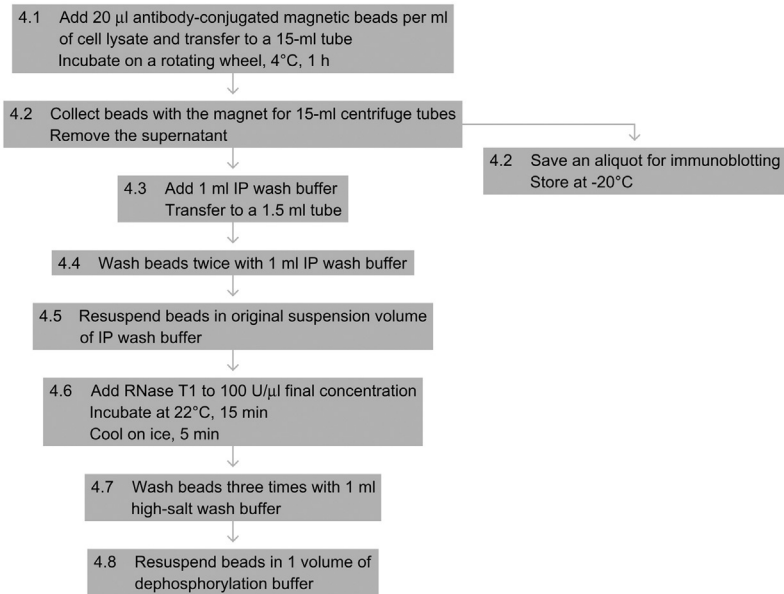 4.1 Add 20 µl antibody-conjugated magnetic beads per ml
of cell lysate and transfer to a 15-ml tube
Incubate on a rotating wheel, 4°C, 1 h
4.2 Collect beads with the magnet for 15-ml centrifuge tubes
Remove the supernatant
4.2 Save an aliquot for immunoblotting
Store at -20°C
4.3 Add 1 ml IP wash buffer
Transfer to a 1.5 ml tube
4.4 Wash beads twice with 1 ml IP wash buffer
4.5 Resuspend beads in original suspension volume
of IP wash buffer
4.6 Add RNase T1 to 100 U/µl final concentration
Incubate at 22°C, 15 min
Cool on ice, 5 min
4.7 Wash beads three times with 1 ml
high-salt wash buffer
4.8 Resuspend beads in 1 volume of
dephosphorylation buffer